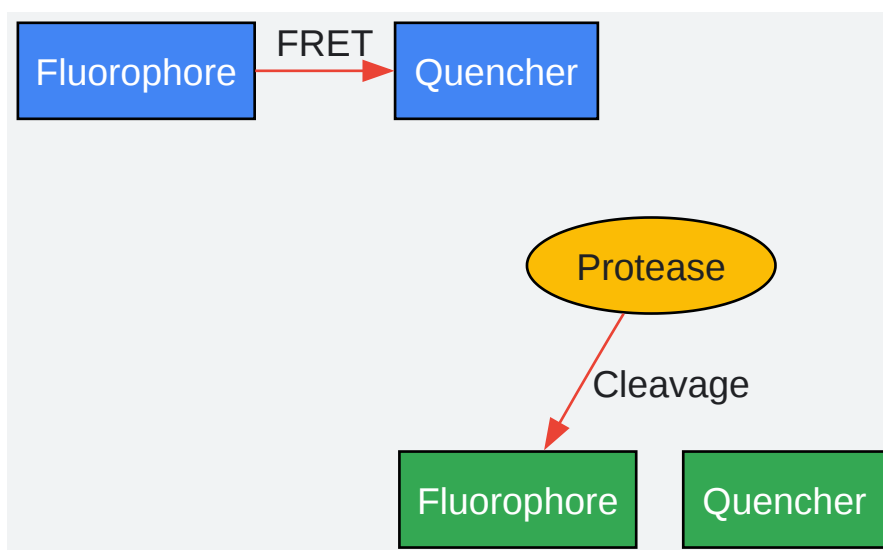 FRET
Fluorophore
Quencher
Protease
Cleavage
Fluorophore
Quencher